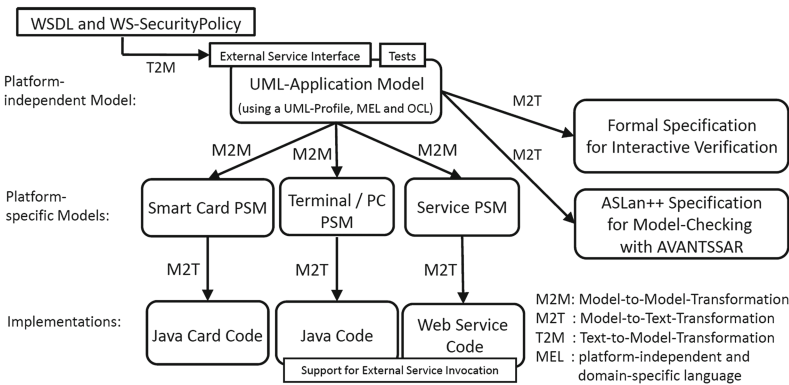 WSDL and WS-SecurityPolicy
T2M
External Service Interface
Tests
Platform-
independent Model:
UML-Application Model
(using a UML-Profile, MEL and OCL)
M2T
Formal Specification
for Interactive Verification
M2T
ASLan++ Specification
for Model-Checking
with AVANTSSAR
M2M
M2M
M2M
Platform-
specific Models:
Smart Card PSM
Terminal / PC
PSM
Service PSM
M2T
M2T
M2T
Implementations:
Java Card Code
Java Code
Web Service
Code
Support for External Service Invocation
M2M: Model-to-Model-Transformation
M2T : Model-to-Text-Transformation
T2M : Text-to-Model-Transformation
MEL : platform-independent and
domain-specific language